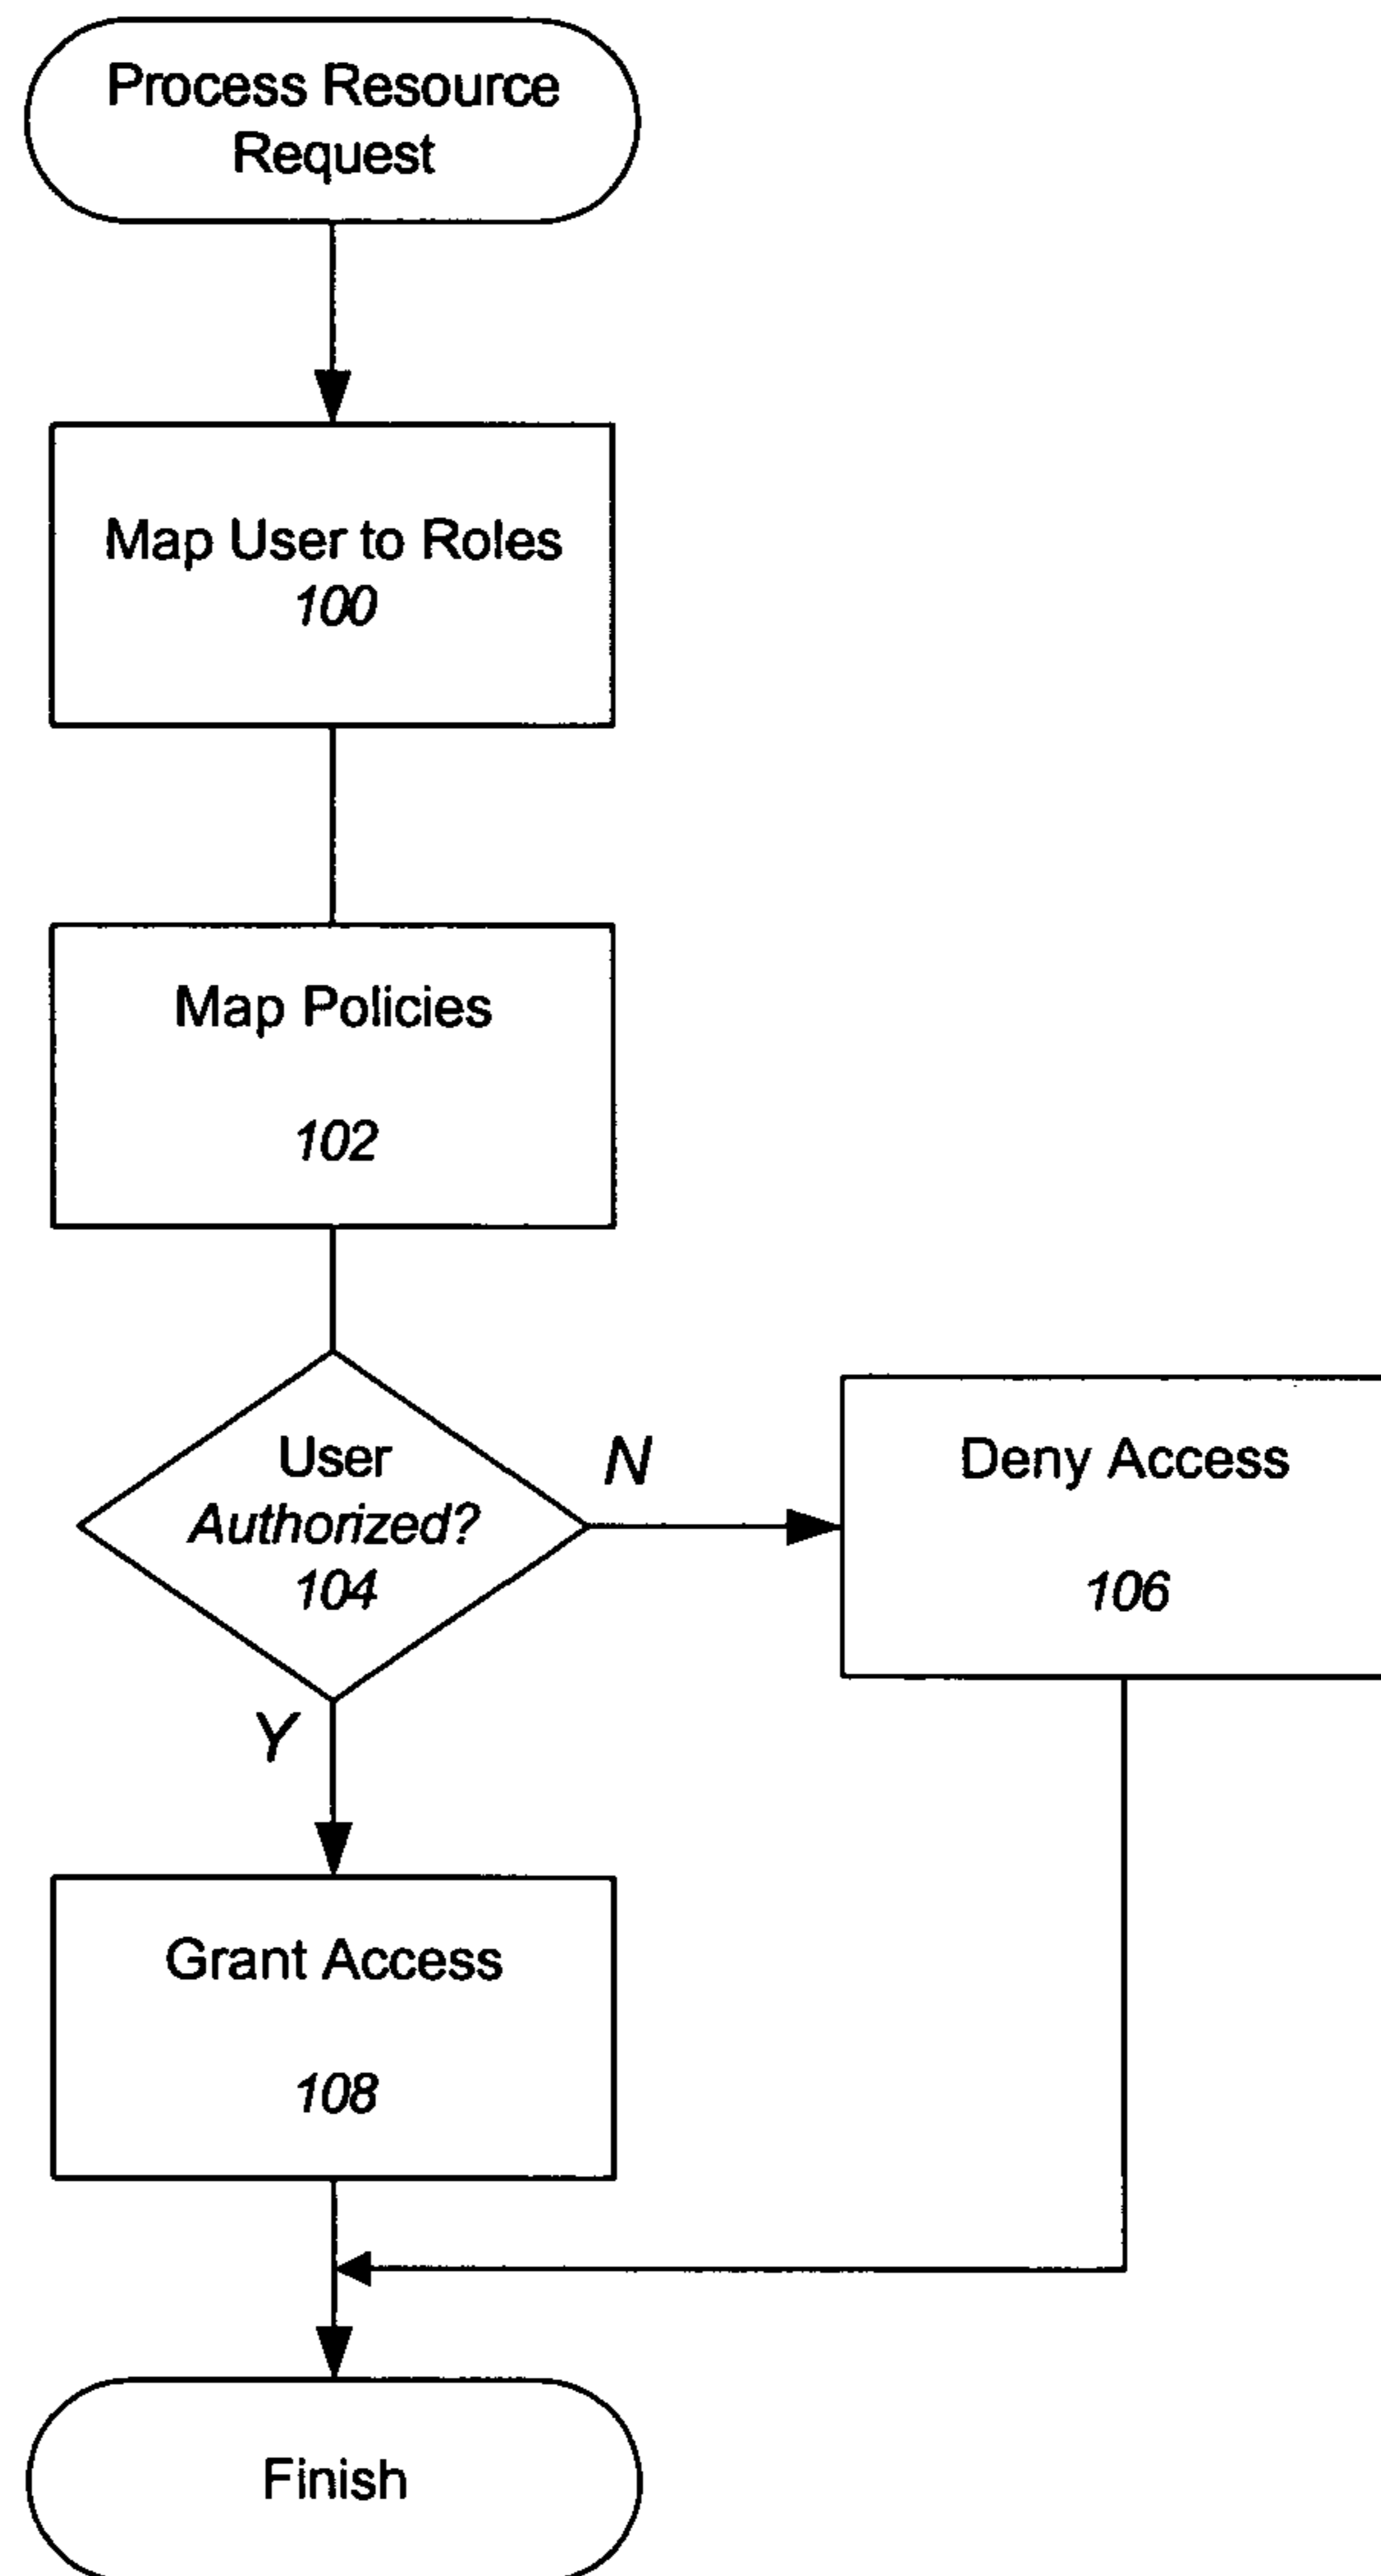 Process Resource
Request
Map User to Roles
100
Map Policies
102
User
Authorized?
104
N
Deny Access
106
Y
Grant Access
108
Finish